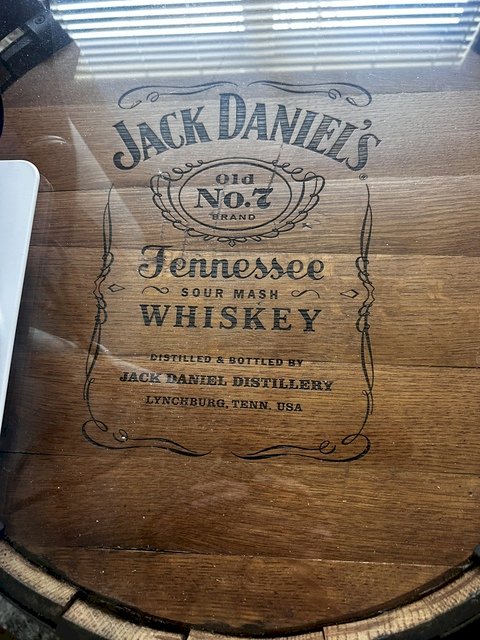 JACK DANIEL'S®
Old
No.7
BRAND
Tennessee
SOUR MASH
WHISKEY
DISTILLED & BOTTLED BY
JACK DANIEL DISTILLERY
LYNCHBURG, TENN. USA